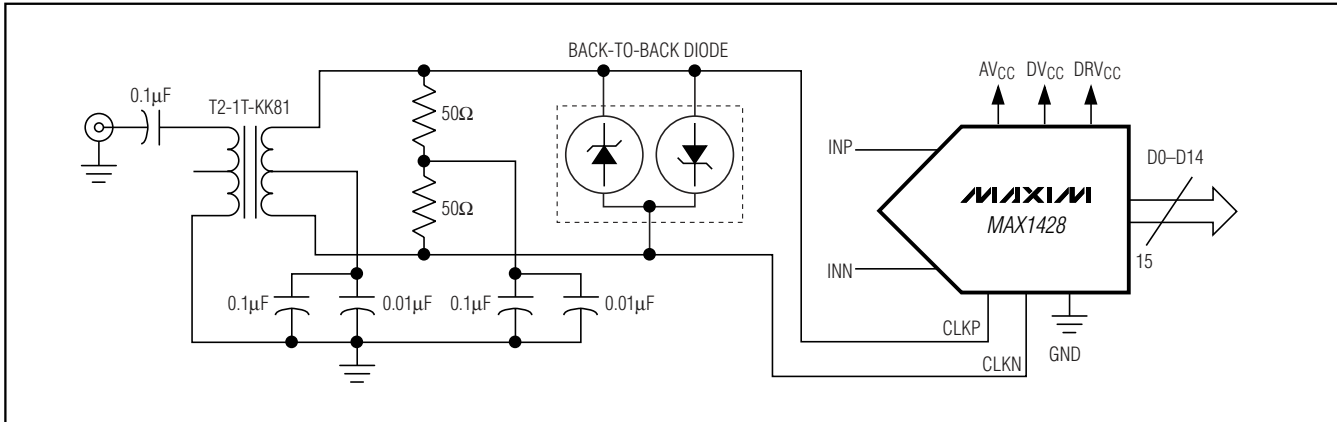 BACK-TO-BACK DIODE
0.1µF
T2-1T-KK81
50Ω
50Ω
0.1µF
0.01µF
0.1µF
0.01µF
AVCC
DVCC
DRVCC
INP
INN
MAXIM
MAX1428
D0–D14
15
CLKP
CLKN
GND